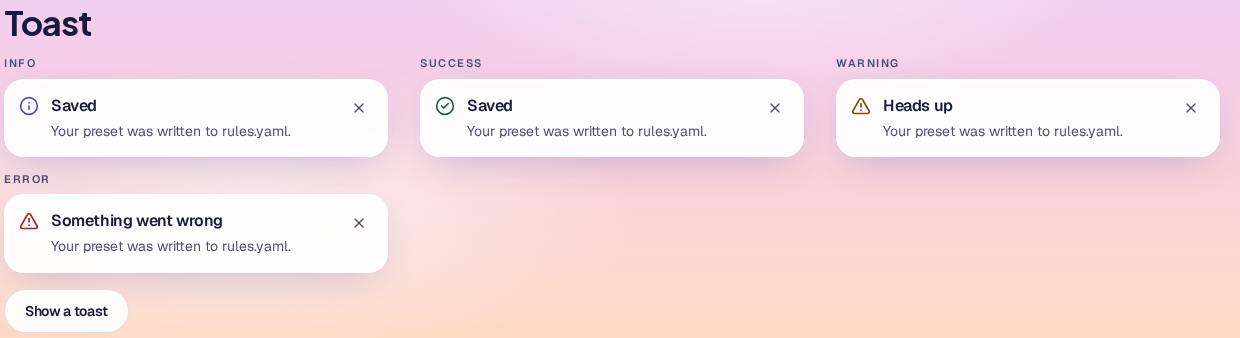 Toast
INFO
Saved
Your preset was written to rules.yaml.
SUCCESS
Saved
Your preset was written to rules.yaml.
WARNING
Heads up
Your preset was written to rules.yaml.
ERROR
Something went wrong
Your preset was written to rules.yaml.
Show a toast